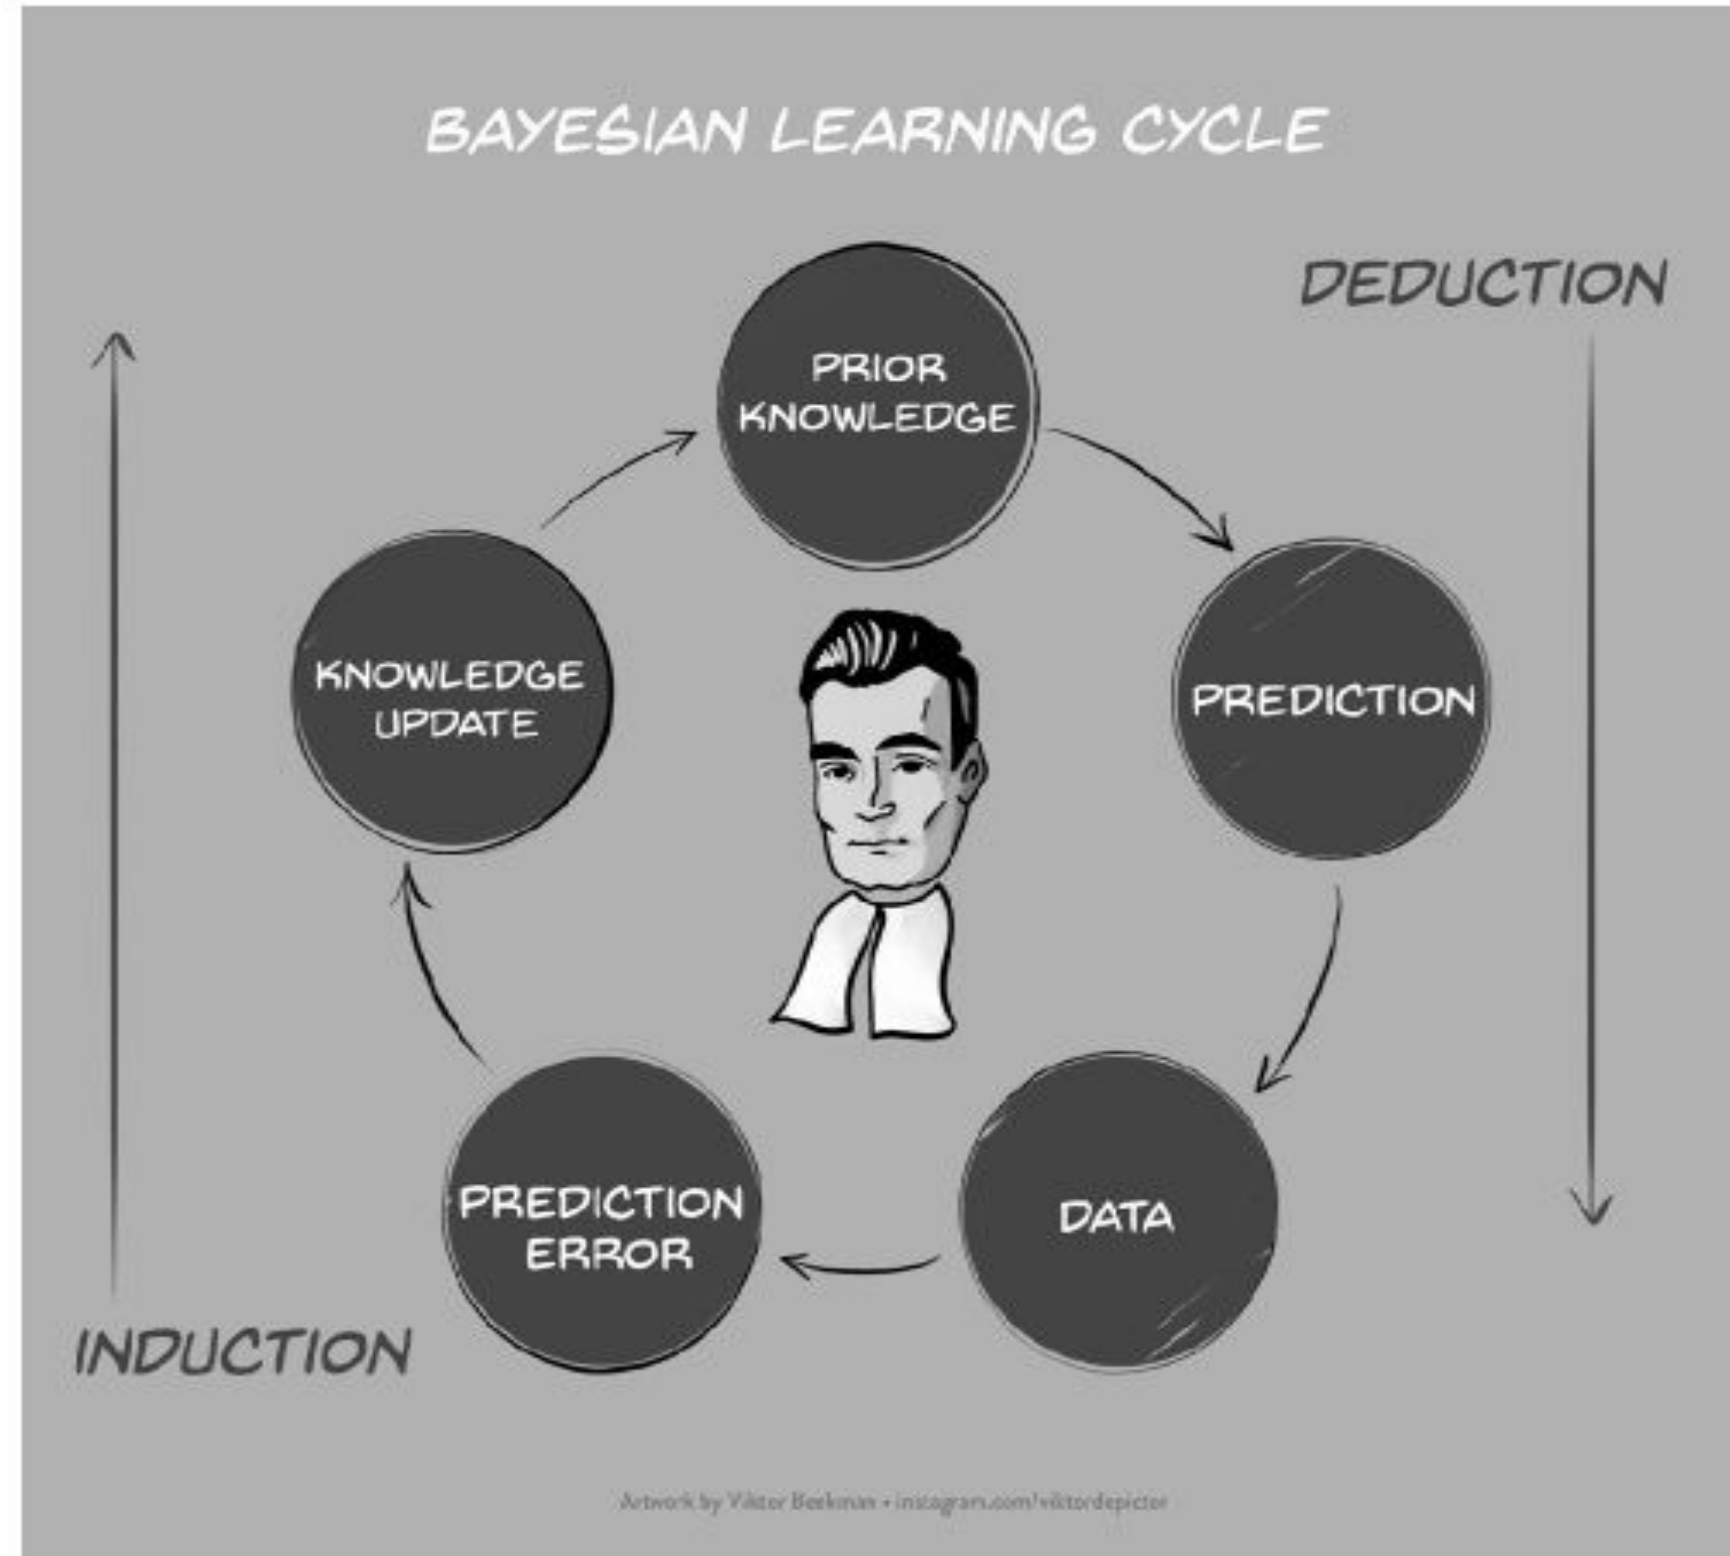 BAYESIAN LEARNING CYCLE
DEDUCTION
PRIOR
KNOWLEDGE
PREDICTION
DATA
PREDICTION
ERROR
KNOWLEDGE
UPDATE
INDUCTION
Artwork by Viktor Beekman • instagram.com/viktordepictor